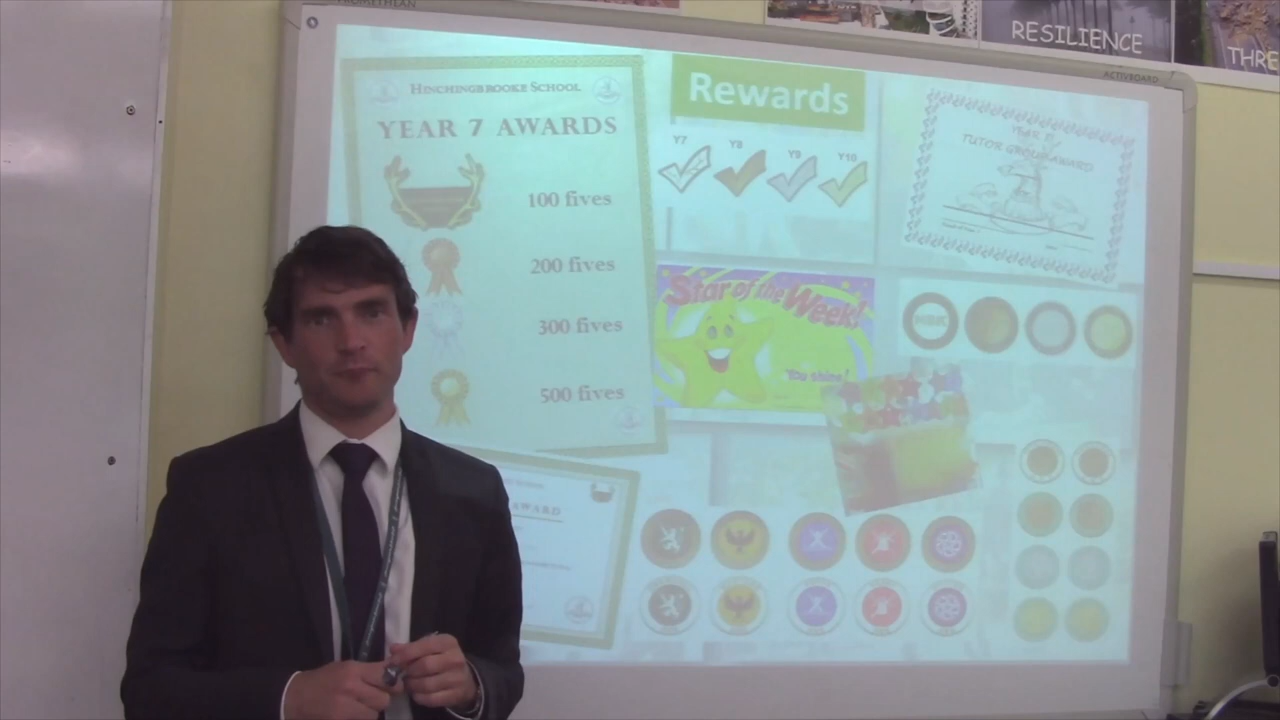 PROMETHEAN
RESILIENCE
THRE
ACTIVBOARD
HINCHINGBROOKE SCHOOL
YEAR 7 AWARDS
100 fives
200 fives
300 fives
500 fives
Rewards
Y7 Y8 Y9 Y10
TUTOR GROUP AWARD
Star of the Week!
You shine!
AWARD